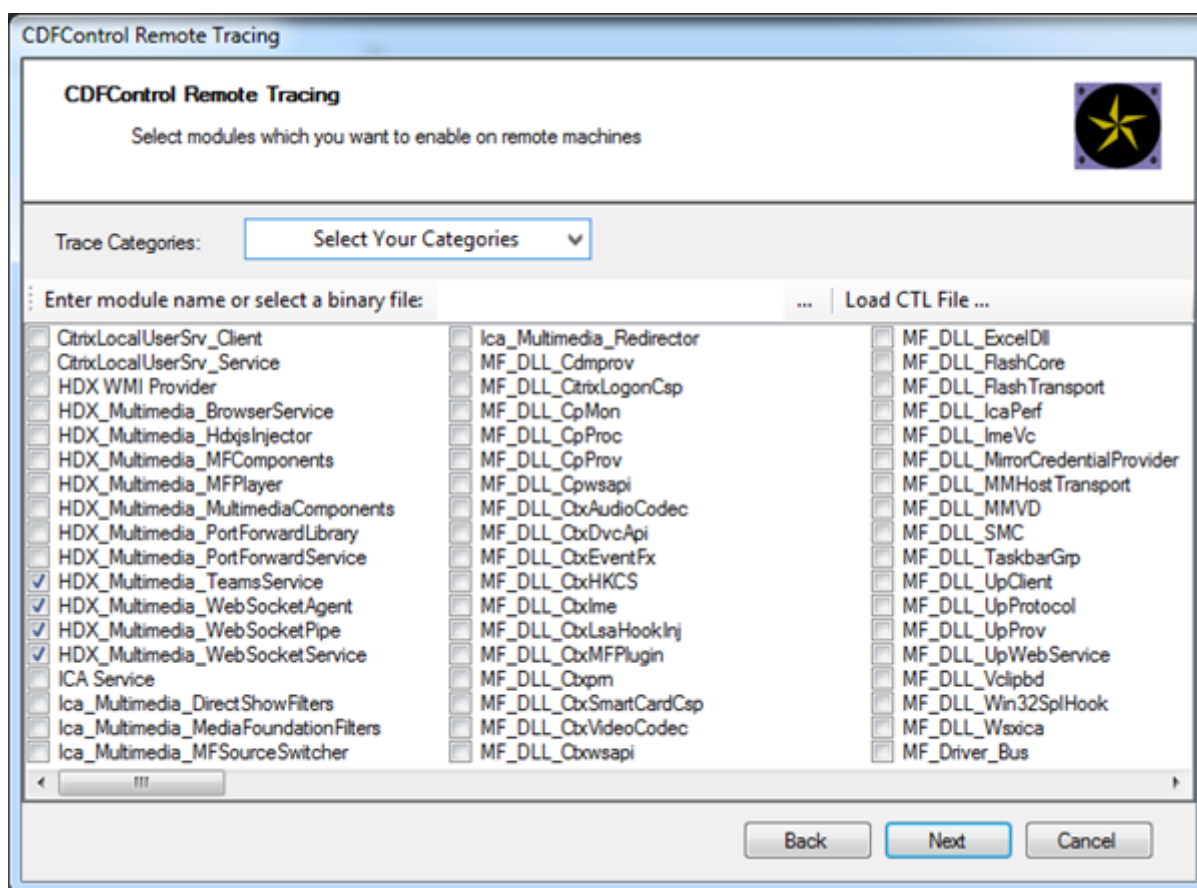 CDFControl Remote Tracing
CDFControl Remote Tracing
Select modules which you want to enable on remote machines
Trace Categories:
Select Your Categories
Enter module name or select a binary file:
...
Load CTL File ...
CitrixLocalUserSrv_Client
CitrixLocalUserSrv_Service
HDX WMI Provider
HDX_Multimedia_BrowserService
HDX_Multimedia_HdxjsInjector
HDX_Multimedia_MFComponents
HDX_Multimedia_MFPlayer
HDX_Multimedia_MultimediaComponents
HDX_Multimedia_PortForwardLibrary
HDX_Multimedia_PortForwardService
HDX_Multimedia_TeamsService
HDX_Multimedia_WebSocketAgent
HDX_Multimedia_WebSocketPipe
HDX_Multimedia_WebSocketService
ICA Service
Ica_Multimedia_DirectShowFilters
Ica_Multimedia_MediaFoundationFilters
Ica_Multimedia_MFSourceSwitcher
Ica_Multimedia_Redirector
MF_DLL_Cdmprov
MF_DLL_CitrixLogonCsp
MF_DLL_CpMon
MF_DLL_CpProc
MF_DLL_CpProv
MF_DLL_Cpwsapi
MF_DLL_CtxAudioCodec
MF_DLL_CtxDvcApi
MF_DLL_CtxEventFx
MF_DLL_CtxHKCS
MF_DLL_CtxIme
MF_DLL_CtxLsaHookInj
MF_DLL_CtxMFPlugin
MF_DLL_Ctxpm
MF_DLL_CtxSmartCardCsp
MF_DLL_CtxVideoCodec
MF_DLL_Ctxwsapi
MF_DLL_ExcelDll
MF_DLL_FlashCore
MF_DLL_FlashTransport
MF_DLL_IcaPerf
MF_DLL_ImeVc
MF_DLL_MirrorCredentialProvider
MF_DLL_MMHostTransport
MF_DLL_MMVD
MF_DLL_SMC
MF_DLL_TaskbarGrp
MF_DLL_UpClient
MF_DLL_UpProtocol
MF_DLL_UpProv
MF_DLL_UpWebService
MF_DLL_Vclipbd
MF_DLL_Win32SplHook
MF_DLL_Wsxica
MF_Driver_Bus
Back
Next
Cancel